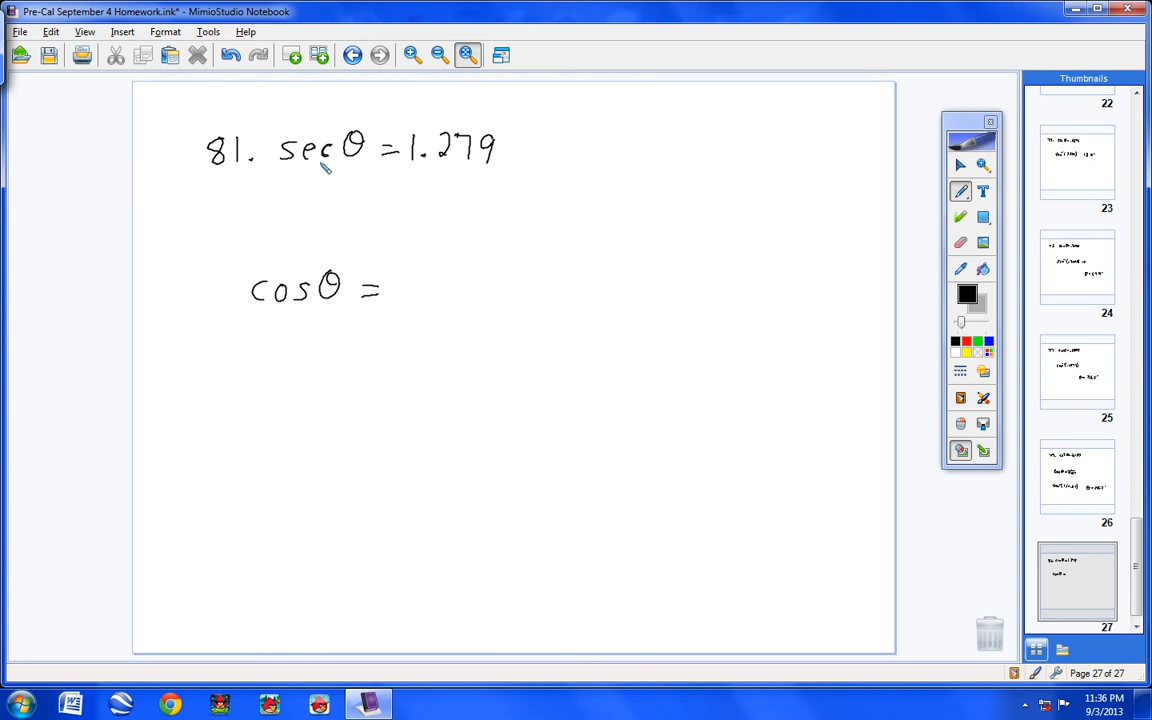 Pre-Cal September 4 Homework.ink* - MimioStudio Notebook
File Edit View Insert Format Tools Help
Thumbnails
81. secθ = 1.279
cosθ =
22
23
24
25
26
27
Page 27 of 27
11:36 PM
9/3/2013